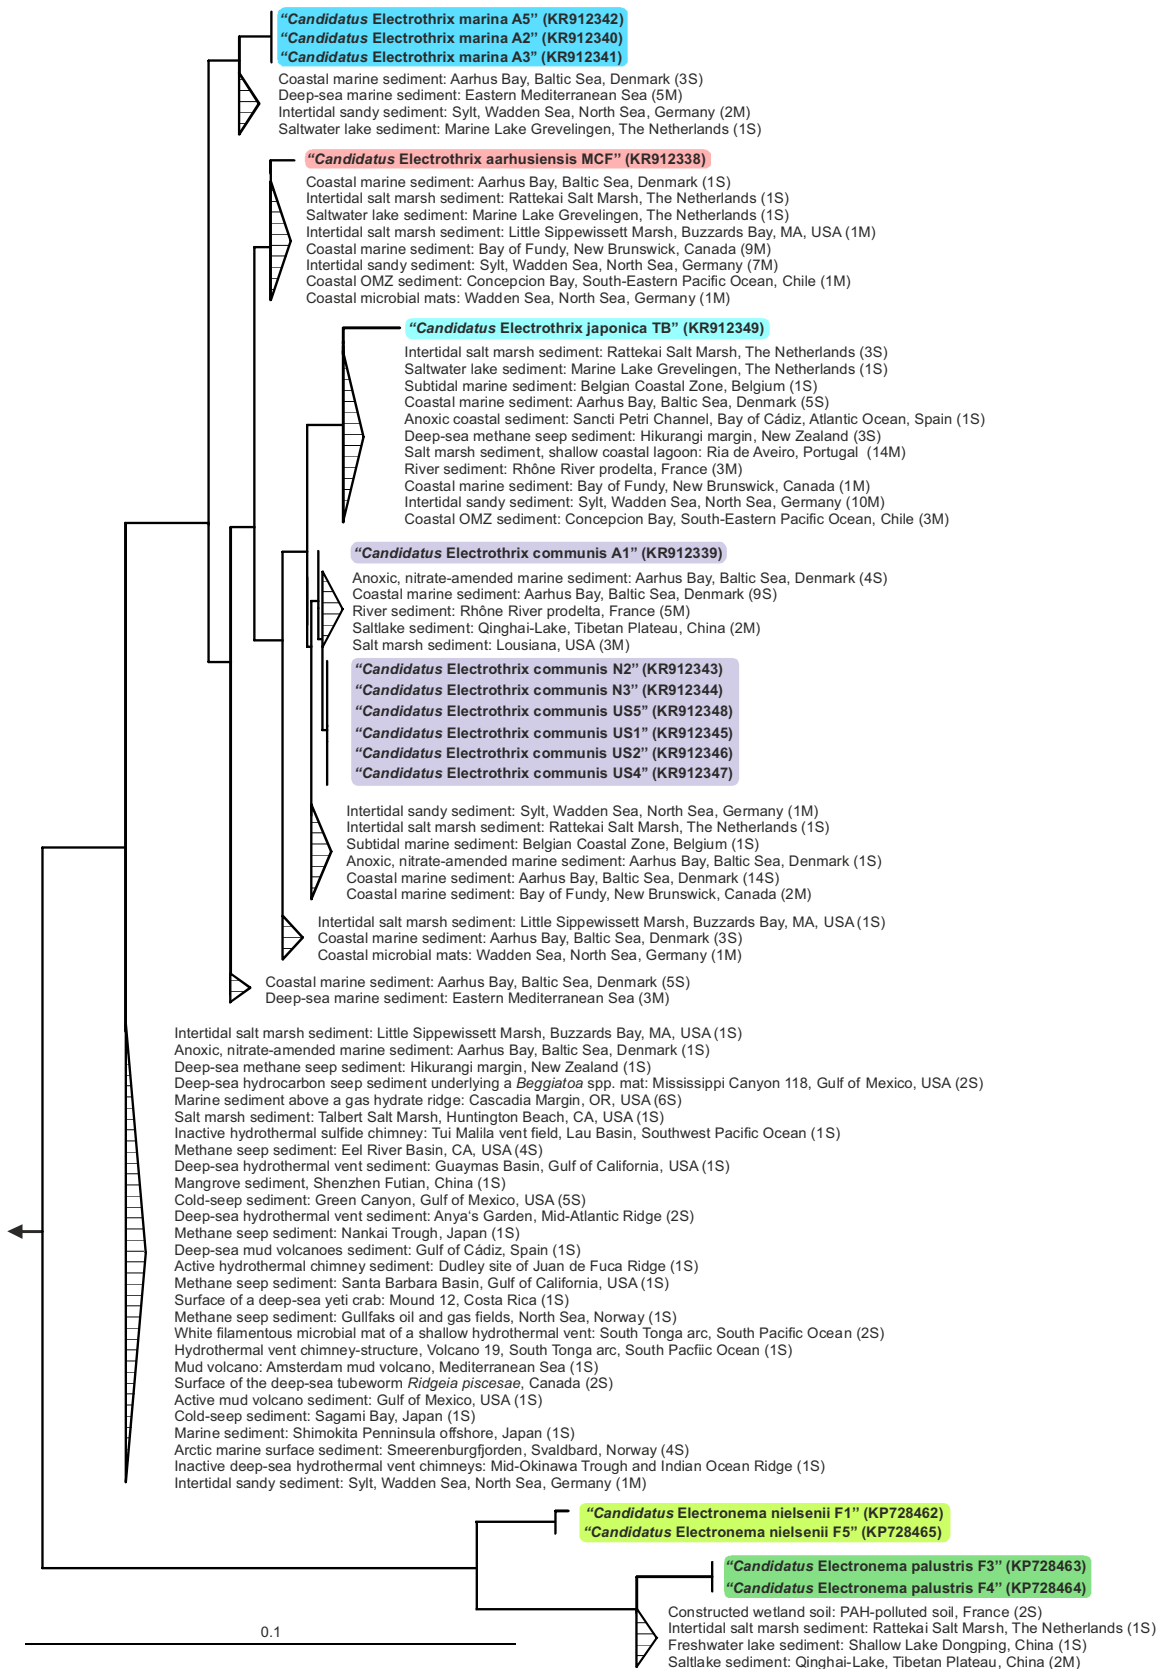 “Candidatus Electrothrix marina A5” (KR912342)
“Candidatus Electrothrix marina A2” (KR912340)
“Candidatus Electrothrix marina A3” (KR912341)
Coastal marine sediment: Aarhus Bay, Baltic Sea, Denmark (3S)
Deep-sea marine sediment: Eastern Mediterranean Sea (5M)
Intertidal sandy sediment: Sylt, Wadden Sea, North Sea, Germany (2M)
Saltwater lake sediment: Marine Lake Grevelingen, The Netherlands (1S)
“Candidatus Electrothrix aarhusiensis MCF” (KR912338)
Coastal marine sediment: Aarhus Bay, Baltic Sea, Denmark (1S)
Intertidal salt marsh sediment: Rattekai Salt Marsh, The Netherlands (1S)
Saltwater lake sediment: Marine Lake Grevelingen, The Netherlands (1S)
Intertidal salt marsh sediment: Little Sippewissett Marsh, Buzzards Bay, MA, USA (1M)
Coastal marine sediment: Bay of Fundy, New Brunswick, Canada (9M)
Intertidal sandy sediment: Sylt, Wadden Sea, North Sea, Germany (7M)
Coastal OMZ sediment: Concepcion Bay, South-Eastern Pacific Ocean, Chile (1M)
Coastal microbial mats: Wadden Sea, North Sea, Germany (1M)
“Candidatus Electrothrix japonica TB” (KR912349)
Intertidal salt marsh sediment: Rattekai Salt Marsh, The Netherlands (3S)
Saltwater lake sediment: Marine Lake Grevelingen, The Netherlands (1S)
Subtidal marine sediment: Belgian Coastal Zone, Belgium (1S)
Coastal marine sediment: Aarhus Bay, Baltic Sea, Denmark (5S)
Anoxic coastal sediment: Sancti Petri Channel, Bay of Cádiz, Atlantic Ocean, Spain (1S)
Deep-sea methane seep sediment: Hikurangi margin, New Zealand (3S)
Salt marsh sediment, shallow coastal lagoon: Ria de Aveiro, Portugal (14M)
River sediment: Rhône River prodelta, France (3M)
Coastal marine sediment: Bay of Fundy, New Brunswick, Canada (1M)
Intertidal sandy sediment: Sylt, Wadden Sea, North Sea, Germany (10M)
Coastal OMZ sediment: Concepcion Bay, South-Eastern Pacific Ocean, Chile (3M)
“Candidatus Electrothrix communis A1” (KR912339)
Anoxic, nitrate-amended marine sediment: Aarhus Bay, Baltic Sea, Denmark (4S)
Coastal marine sediment: Aarhus Bay, Baltic Sea, Denmark (9S)
River sediment: Rhône River prodelta, France (5M)
Saltlake sediment: Qinghai-Lake, Tibetan Plateau, China (2M)
Salt marsh sediment: Lousiana, USA (3M)
“Candidatus Electrothrix communis N2” (KR912343)
“Candidatus Electrothrix communis N3” (KR912344)
“Candidatus Electrothrix communis US5” (KR912348)
“Candidatus Electrothrix communis US1” (KR912345)
“Candidatus Electrothrix communis US2” (KR912346)
“Candidatus Electrothrix communis US4” (KR912347)
Intertidal sandy sediment: Sylt, Wadden Sea, North Sea, Germany (1M)
Intertidal salt marsh sediment: Rattekai Salt Marsh, The Netherlands (1S)
Subtidal marine sediment: Belgian Coastal Zone, Belgium (1S)
Anoxic, nitrate-amended marine sediment: Aarhus Bay, Baltic Sea, Denmark (1S)
Coastal marine sediment: Aarhus Bay, Baltic Sea, Denmark (14S)
Coastal marine sediment: Bay of Fundy, New Brunswick, Canada (2M)
Intertidal salt marsh sediment: Little Sippewissett Marsh, Buzzards Bay, MA, USA (1S)
Coastal marine sediment: Aarhus Bay, Baltic Sea, Denmark (3S)
Coastal microbial mats: Wadden Sea, North Sea, Germany (1M)
Coastal marine sediment: Aarhus Bay, Baltic Sea, Denmark (5S)
Deep-sea marine sediment: Eastern Mediterranean Sea (3M)
Intertidal salt marsh sediment: Little Sippewissett Marsh, Buzzards Bay, MA, USA (1S)
Anoxic, nitrate-amended marine sediment: Aarhus Bay, Baltic Sea, Denmark (1S)
Deep-sea methane seep sediment: Hikurangi margin, New Zealand (1S)
Deep-sea hydrocarbon seep sediment underlying a Beggiatoa spp. mat: Mississippi Canyon 118, Gulf of Mexico, USA (2S)
Marine sediment above a gas hydrate ridge: Cascadia Margin, OR, USA (6S)
Salt marsh sediment: Talbert Salt Marsh, Huntington Beach, CA, USA (1S)
Inactive hydrothermal sulfide chimney: Tui Malila vent field, Lau Basin, Southwest Pacific Ocean (1S)
Methane seep sediment: Eel River Basin, CA, USA (4S)
Deep-sea hydrothermal vent sediment: Guaymas Basin, Gulf of California, USA (1S)
Mangrove sediment, Shenzhen Futian, China (1S)
Cold-seep sediment: Green Canyon, Gulf of Mexico, USA (5S)
Deep-sea hydrothermal vent sediment: Anya‘s Garden, Mid-Atlantic Ridge (2S)
Methane seep sediment: Nankai Trough, Japan (1S)
Deep-sea mud volcanoes sediment: Gulf of Cádiz, Spain (1S)
Active hydrothermal chimney sediment: Dudley site of Juan de Fuca Ridge (1S)
Methane seep sediment: Santa Barbara Basin, Gulf of California, USA (1S)
Surface of a deep-sea yeti crab: Mound 12, Costa Rica (1S)
Methane seep sediment: Gullfaks oil and gas fields, North Sea, Norway (1S)
White filamentous microbial mat of a shallow hydrothermal vent: South Tonga arc, South Pacific Ocean (2S)
Hydrothermal vent chimney-structure, Volcano 19, South Tonga arc, South Pacfiic Ocean (1S)
Mud volcano: Amsterdam mud volcano, Mediterranean Sea (1S)
Surface of the deep-sea tubeworm Ridgeia piscesae, Canada (2S)
Active mud volcano sediment: Gulf of Mexico, USA (1S)
Cold-seep sediment: Sagami Bay, Japan (1S)
Marine sediment: Shimokita Penninsula offshore, Japan (1S)
Arctic marine surface sediment: Smeerenburgfjorden, Svaldbard, Norway (4S)
Inactive deep-sea hydrothermal vent chimneys: Mid-Okinawa Trough and Indian Ocean Ridge (1S)
Intertidal sandy sediment: Sylt, Wadden Sea, North Sea, Germany (1M)
“Candidatus Electronema nielsenii F1” (KP728462)
“Candidatus Electronema nielsenii F5” (KP728465)
“Candidatus Electronema palustris F3” (KP728463)
“Candidatus Electronema palustris F4” (KP728464)
Constructed wetland soil: PAH-polluted soil, France (2S)
Intertidal salt marsh sediment: Rattekai Salt Marsh, The Netherlands (1S)
Freshwater lake sediment: Shallow Lake Dongping, China (1S)
Saltlake sediment: Qinghai-Lake, Tibetan Plateau, China (2M)
0.1